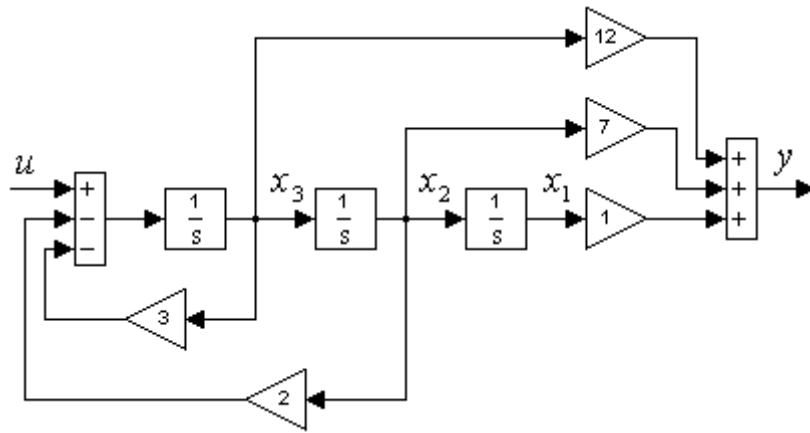 12
7
u
+
−
−
1
s
x₃
1
s
x₂
1
s
x₁
1
+
+
+
y
3
2